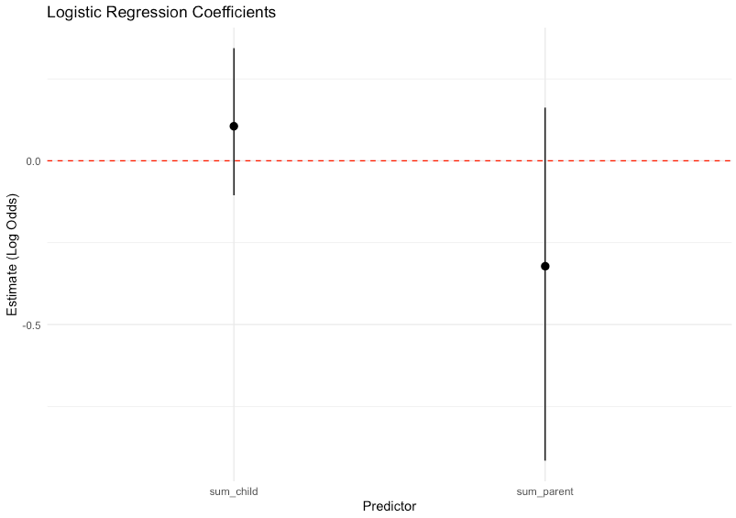 Logistic Regression Coefficients
Estimate (Log Odds)
0.0
-0.5
sum_child
sum_parent
Predictor